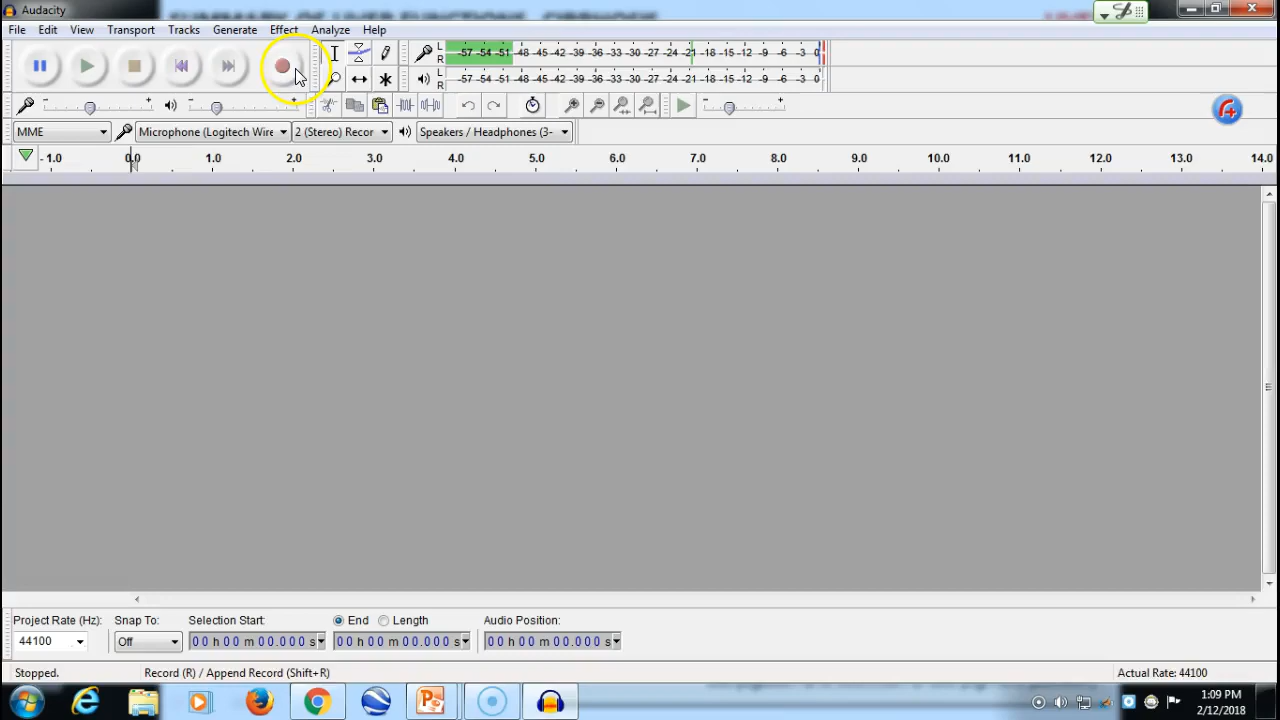 Audacity
File Edit View Transport Tracks Generate Effect Analyze Help
L
R
-57 -54 -51 -48 -45 -42 -39 -36 -33 -30 -27 -24 -21 -18 -15 -12 -9 -6 -3 0
L
R
-57 -54 -51 -48 -45 -42 -39 -36 -33 -30 -27 -24 -21 -18 -15 -12 -9 -6 -3 0
- + - + - +
MME Microphone (Logitech Wire 2 (Stereo) Recor Speakers / Headphones (3-
- 1.0 0.0 1.0 2.0 3.0 4.0 5.0 6.0 7.0 8.0 9.0 10.0 11.0 12.0 13.0 14.0
Project Rate (Hz): Snap To: Selection Start: End Length Audio Position:
44100 Off 00 h 00 m 00.000 s 00 h 00 m 00.000 s 00 h 00 m 00.000 s
Stopped. Record (R) / Append Record (Shift+R) Actual Rate: 44100
1:09 PM
2/12/2018